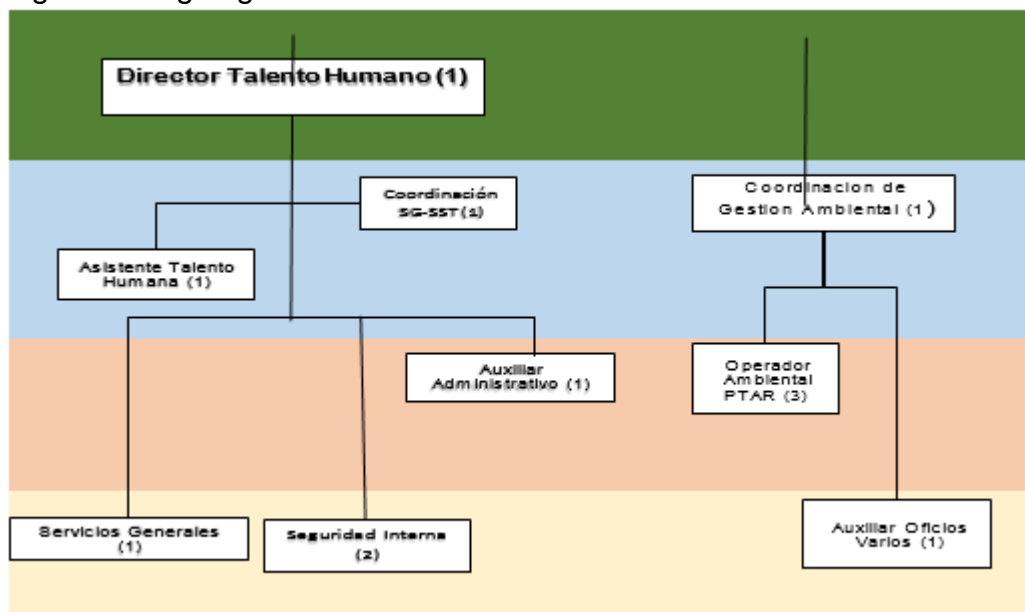 Director Talento Humano (1)
Coordinación
SG-SST (1)
Coordinacion de
Gestion Ambiental (1)
Asistente Talento
Humana (1)
Auxiliar
Administrativo (1)
Operador
Ambiental
PTAR (3)
Servicios Generales
(1)
Seguridad Interna
(2)
Auxiliar Oficios
Varios (1)